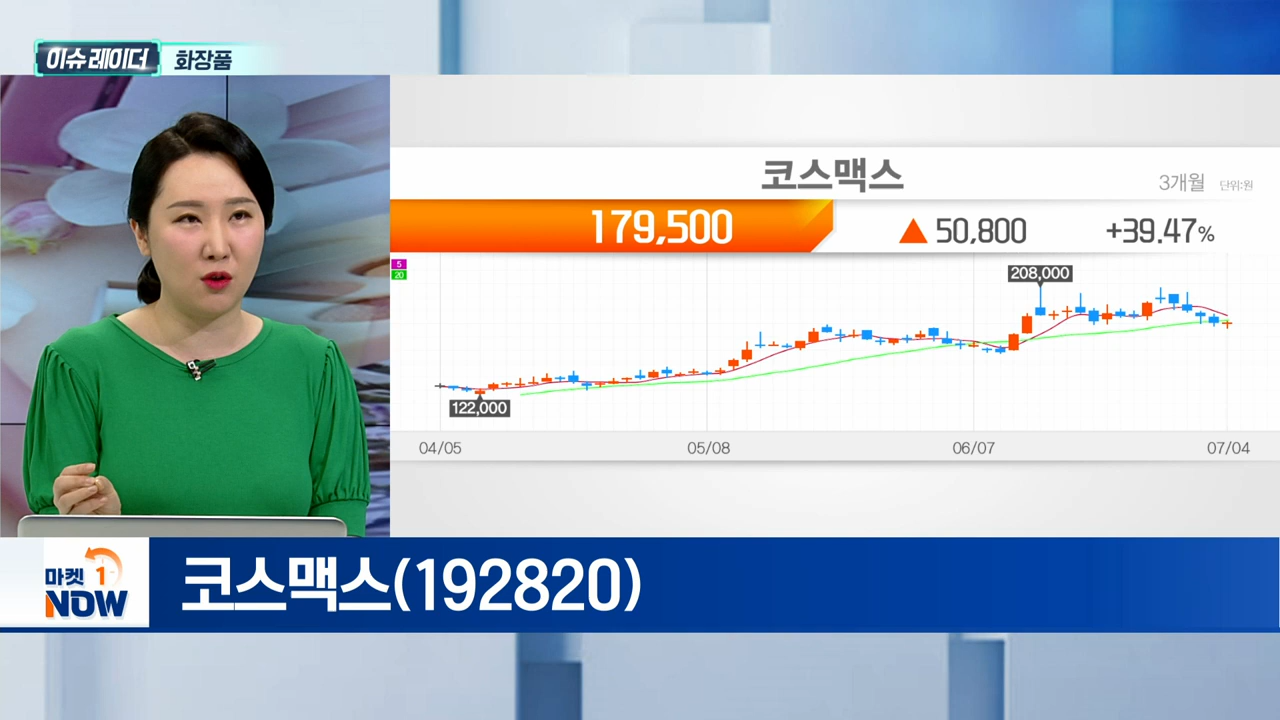 이슈 레이더 화장품
코스맥스
3개월 단위:원
179,500 ▲ 50,800 +39.47%
5
20
208,000
122,000
04/05 05/08 06/07 07/04
마켓 1
NOW
코스맥스(192820)